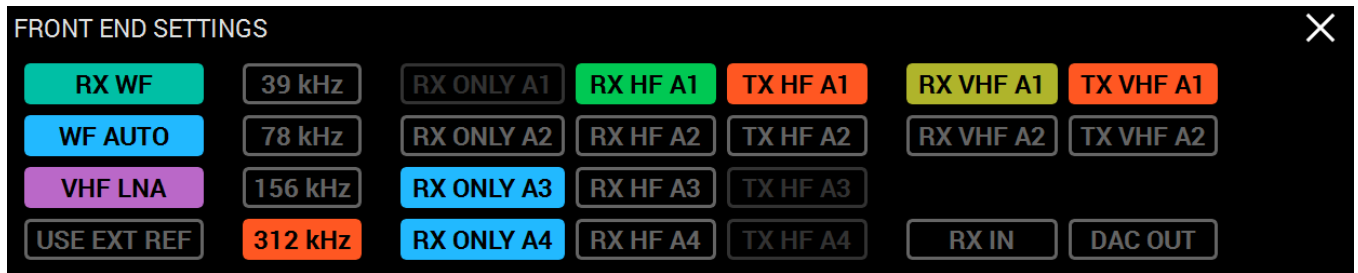 FRONT END SETTINGS
RX WF 39 kHz RX ONLY A1 RX HF A1 TX HF A1 RX VHF A1 TX VHF A1
WF AUTO 78 kHz RX ONLY A2 RX HF A2 TX HF A2 RX VHF A2 TX VHF A2
VHF LNA 156 kHz RX ONLY A3 RX HF A3 TX HF A3
USE EXT REF 312 kHz RX ONLY A4 RX HF A4 TX HF A4 RX IN DAC OUT